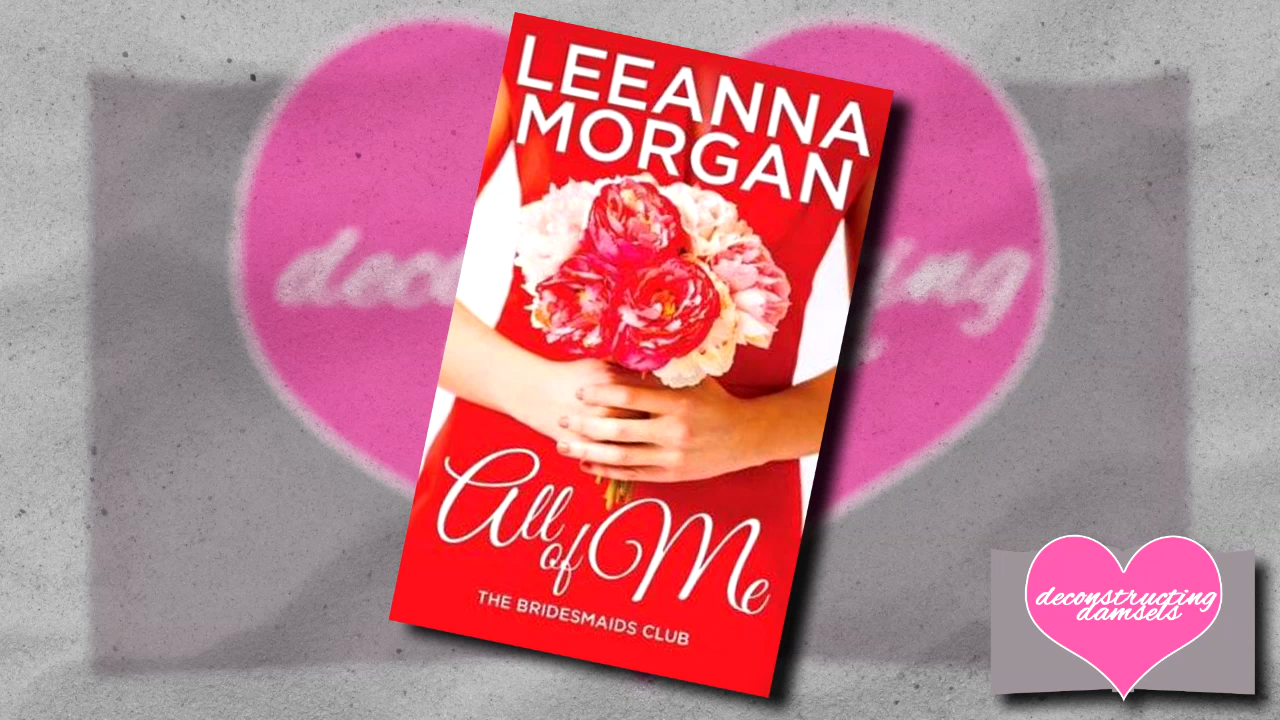 LEEANNA
MORGAN
All
of Me
THE BRIDESMAIDS CLUB
deconstructing
damsels